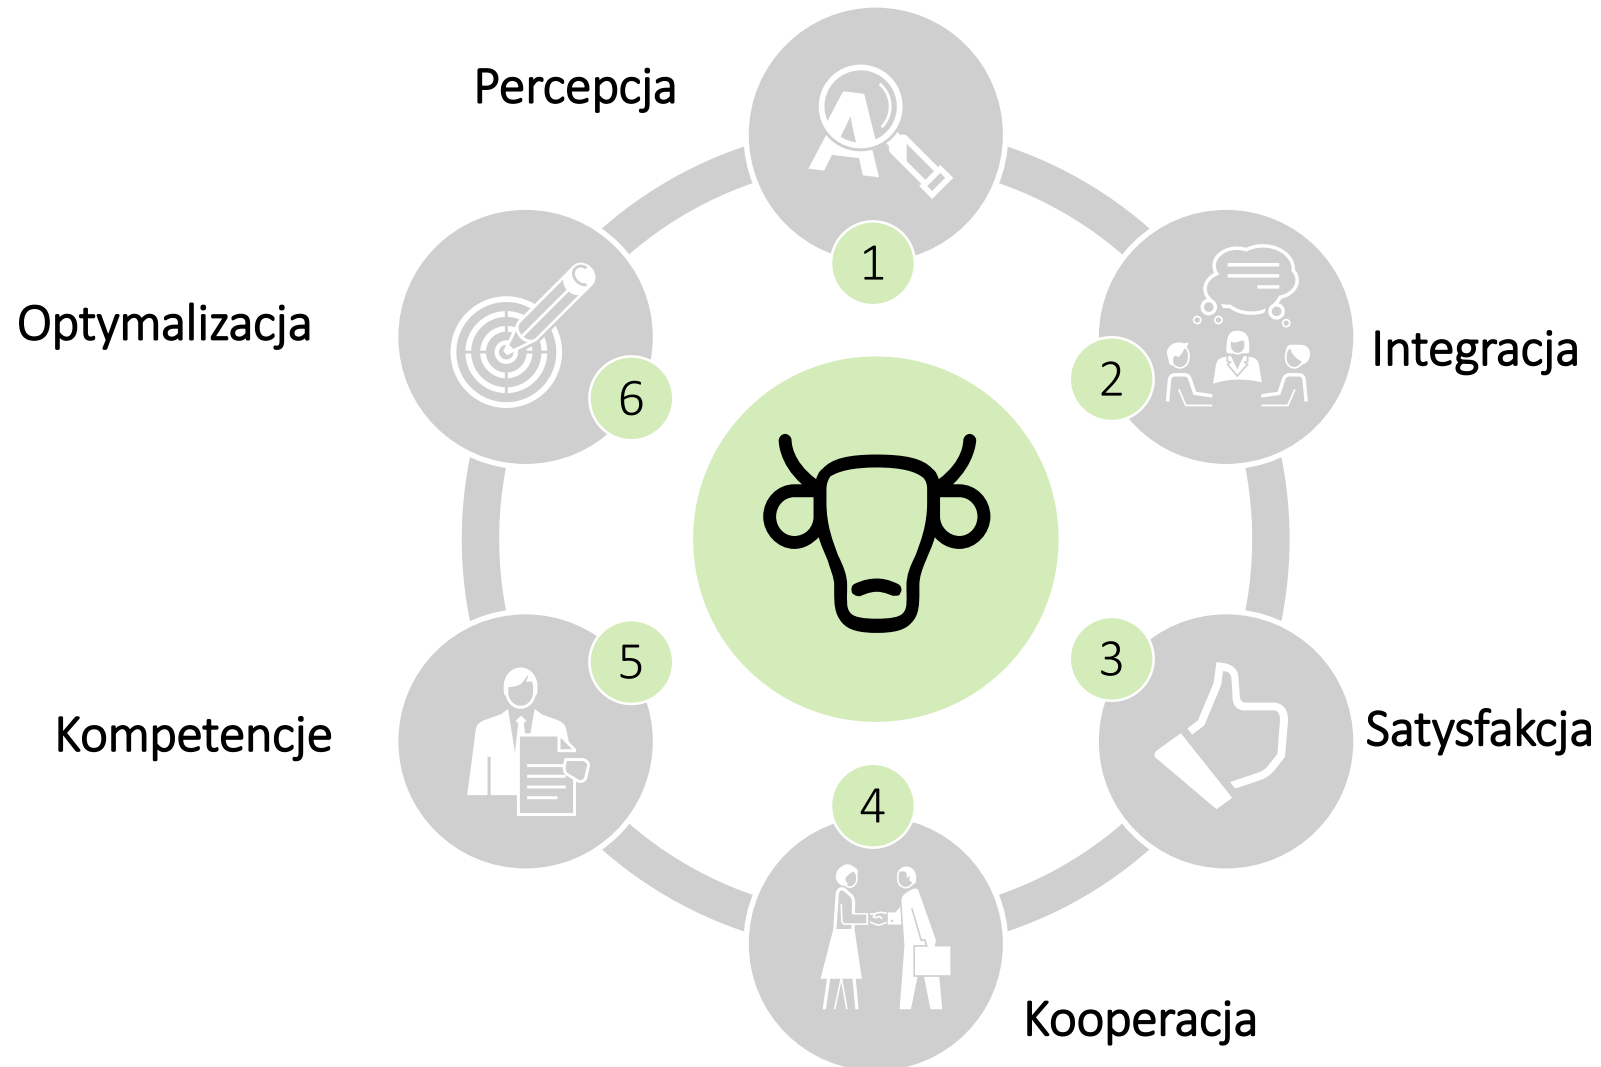 Percepcja
1
Integracja
2
Satysfakcja
3
Kooperacja
4
Kompetencje
5
Optymalizacja
6